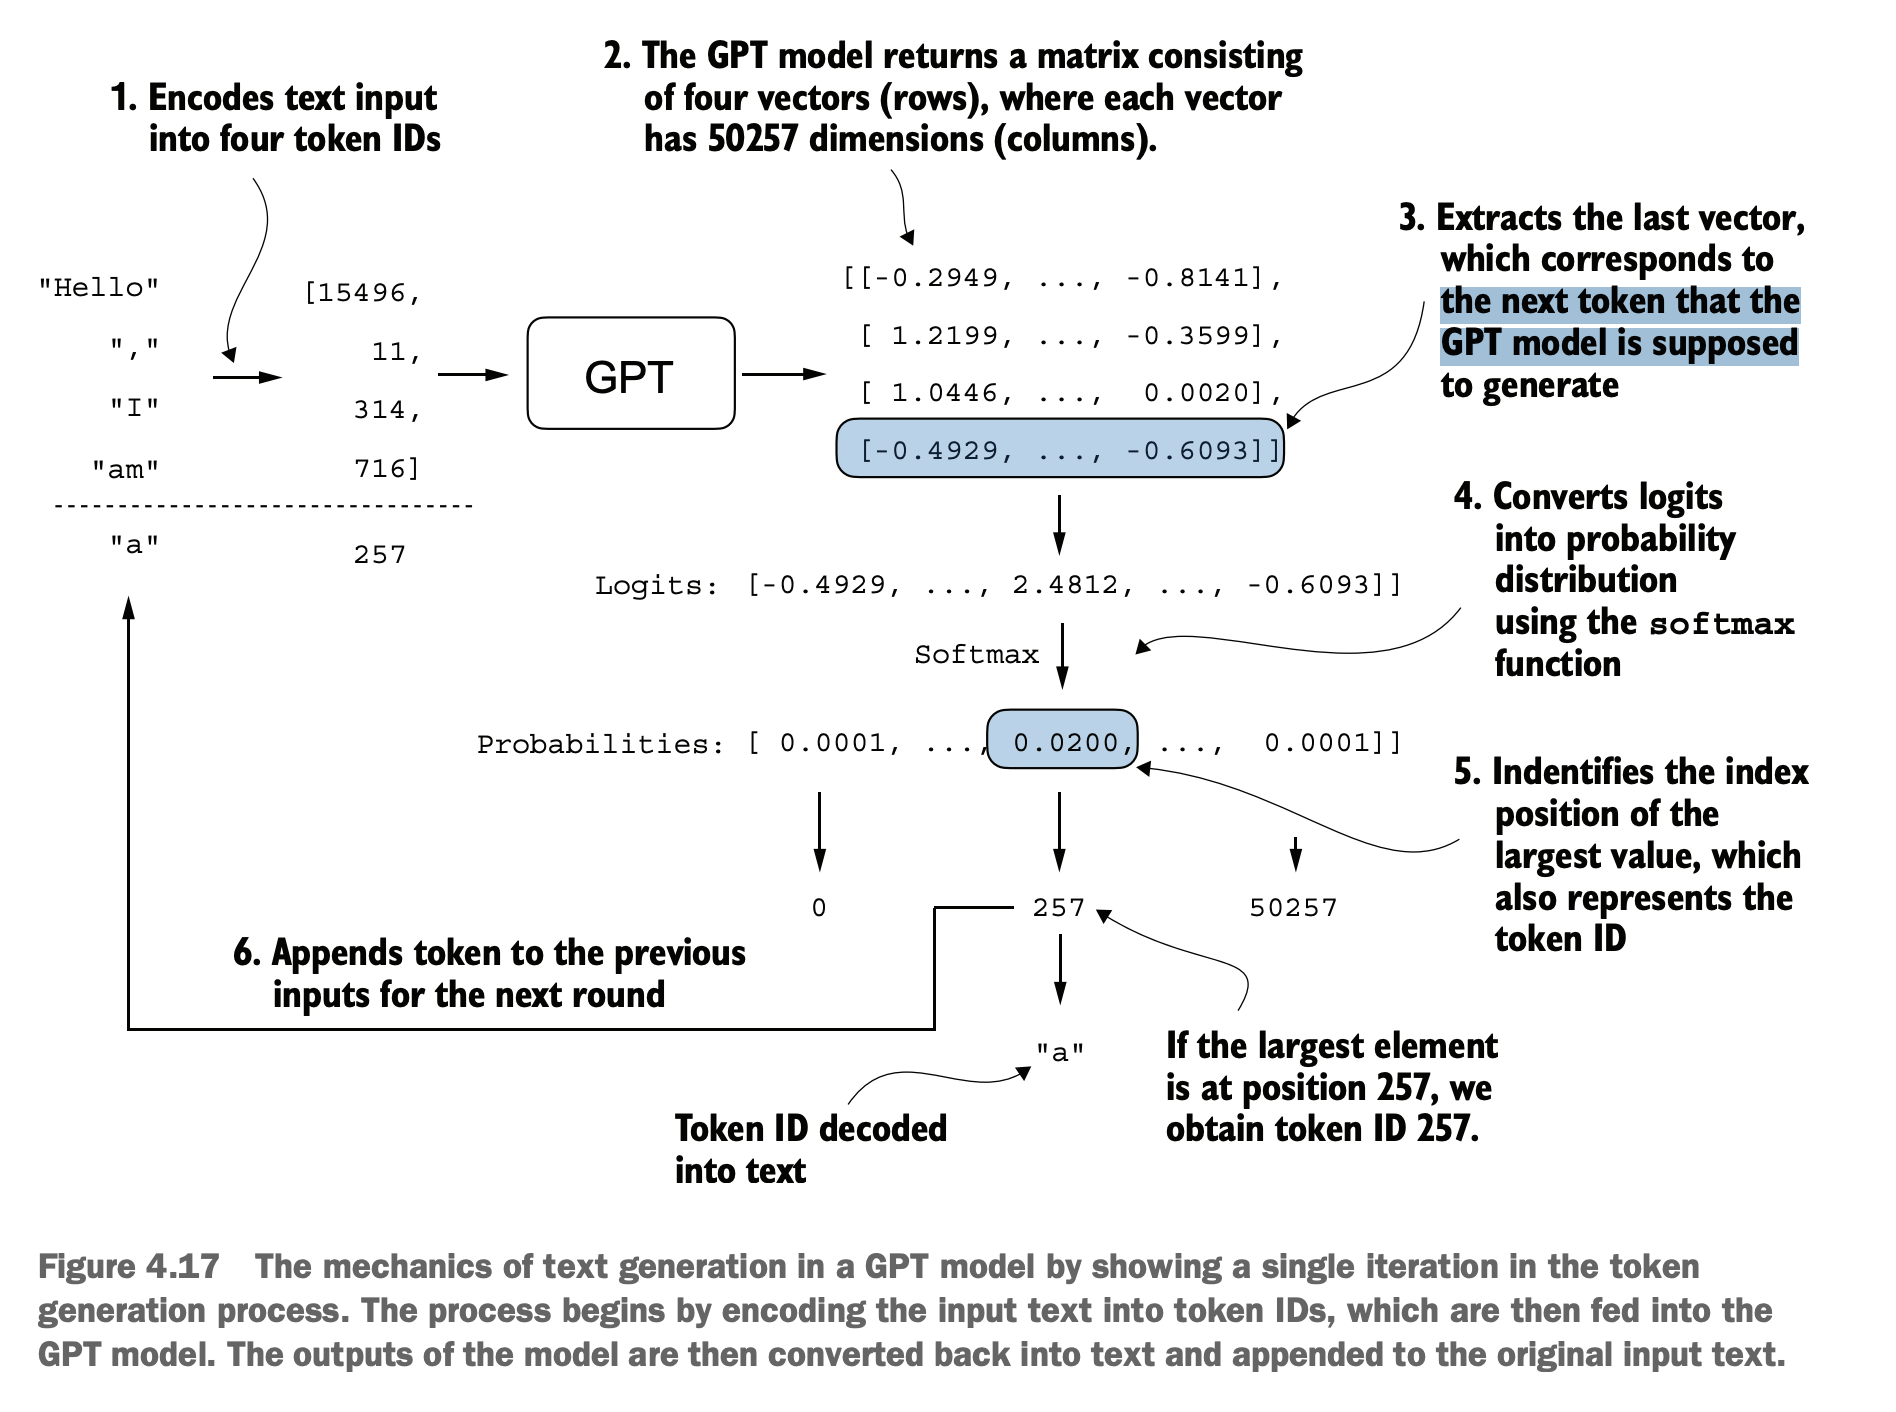 1. Encodes text input
into four token IDs
2. The GPT model returns a matrix consisting
of four vectors (rows), where each vector
has 50257 dimensions (columns).
3. Extracts the last vector,
which corresponds to
the next token that the
GPT model is supposed
to generate
"Hello"
","
"I"
"am"
"a"
[15496,
11,
314,
716]
257
GPT
[[-0.2949, ..., -0.8141],
[ 1.2199, ..., -0.3599],
[ 1.0446, ..., 0.0020],
[-0.4929, ..., -0.6093]]
4. Converts logits
into probability
distribution
using the softmax
function
Logits: [-0.4929, ..., 2.4812, ..., -0.6093]]
Softmax
Probabilities: [ 0.0001, ..., 0.0200, ..., 0.0001]]
5. Indentifies the index
position of the
largest value, which
also represents the
token ID
0
257
50257
6. Appends token to the previous
inputs for the next round
"a"
If the largest element
is at position 257, we
obtain token ID 257.
Token ID decoded
into text
Figure 4.17 The mechanics of text generation in a GPT model by showing a single iteration in the token
generation process. The process begins by encoding the input text into token IDs, which are then fed into the
GPT model. The outputs of the model are then converted back into text and appended to the original input text.